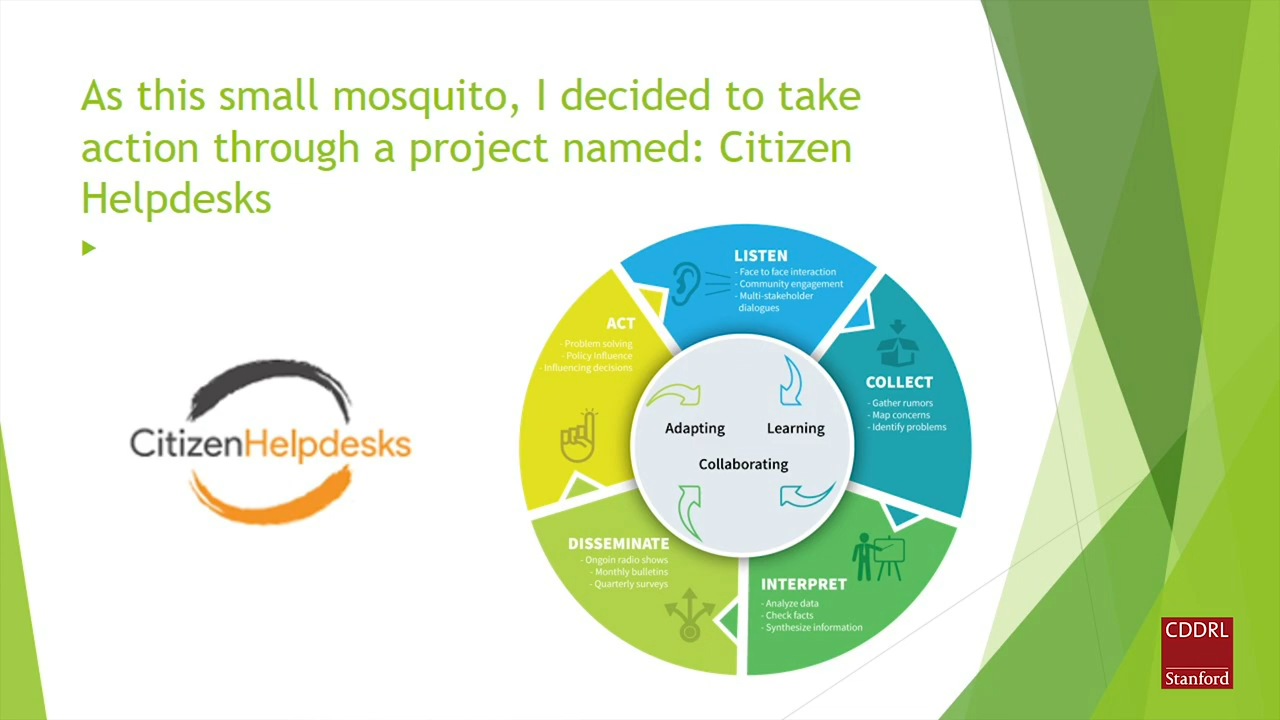 As this small mosquito, I decided to take
action through a project named: Citizen
Helpdesks
CitizenHelpdesks
LISTEN
- Face to face interaction
- Community engagement
- Multi-stakeholder
dialogues
COLLECT
- Gather rumors
- Map concerns
- Identify problems
INTERPRET
- Analyze data
- Check facts
- Synthesize information
DISSEMINATE
- Ongoin radio shows
- Monthly bulletins
- Quarterly surveys
ACT
- Problem solving
- Policy influence
- Influencing decisions
Adapting
Learning
Collaborating
CDDRL
Stanford